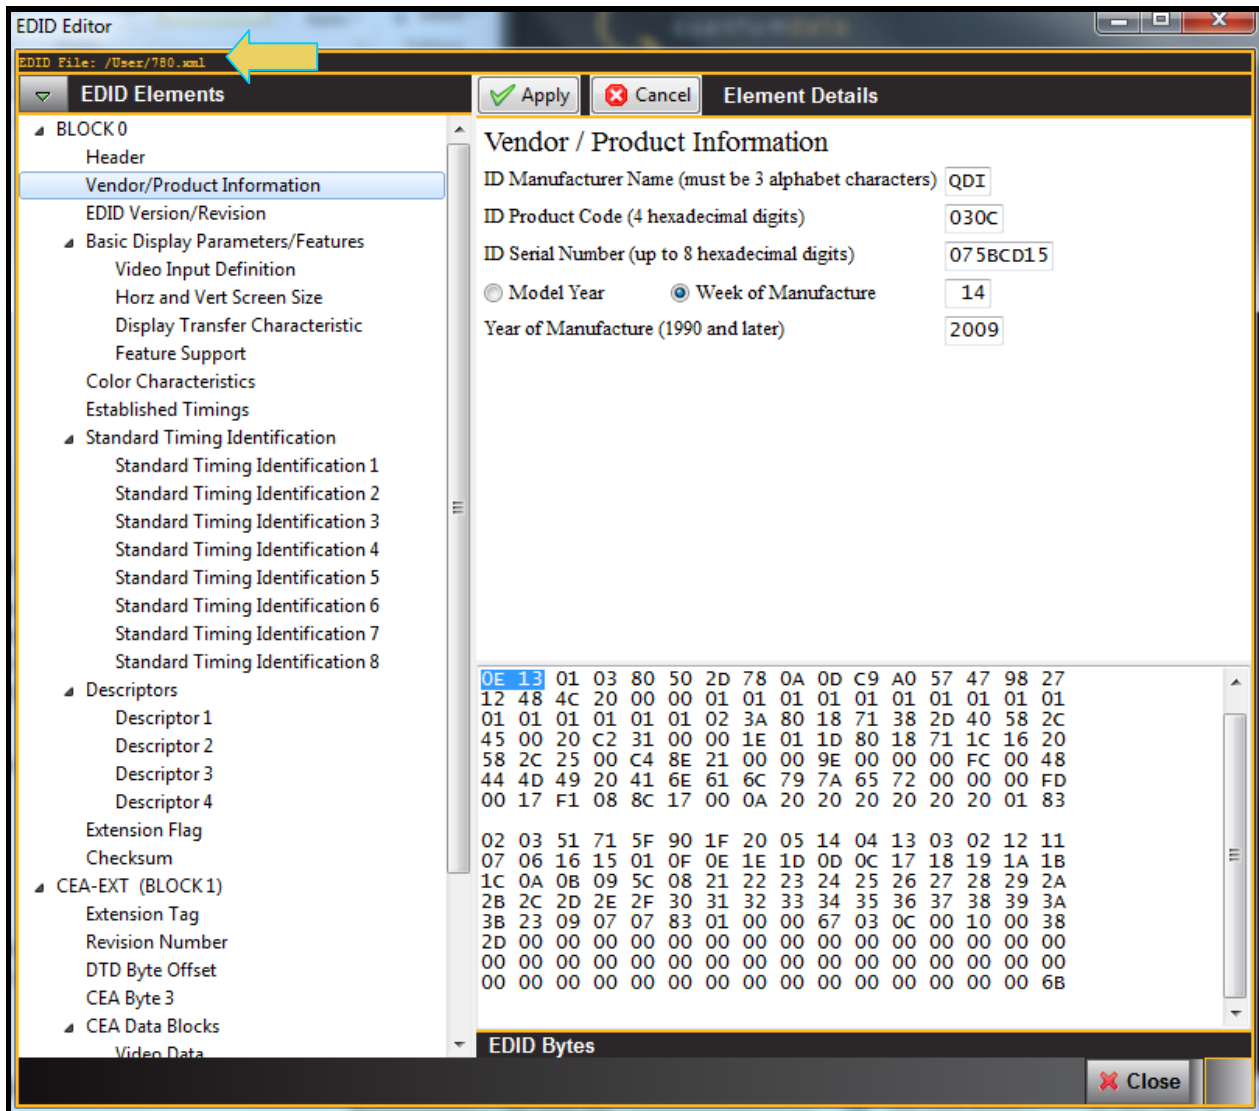 EDID Editor
EDID File: /User/780.xml
EDID Elements
Apply
Cancel
Element Details
BLOCK 0
Header
Vendor/Product Information
EDID Version/Revision
Basic Display Parameters/Features
Video Input Definition
Horz and Vert Screen Size
Display Transfer Characteristic
Feature Support
Color Characteristics
Established Timings
Standard Timing Identification
Standard Timing Identification 1
Standard Timing Identification 2
Standard Timing Identification 3
Standard Timing Identification 4
Standard Timing Identification 5
Standard Timing Identification 6
Standard Timing Identification 7
Standard Timing Identification 8
Descriptors
Descriptor 1
Descriptor 2
Descriptor 3
Descriptor 4
Extension Flag
Checksum
CEA-EXT (BLOCK 1)
Extension Tag
Revision Number
DTD Byte Offset
CEA Byte 3
CEA Data Blocks
Video Data
Vendor / Product Information
ID Manufacturer Name (must be 3 alphabet characters) QDI
ID Product Code (4 hexadecimal digits) 030C
ID Serial Number (up to 8 hexadecimal digits) 075BCD15
Model Year Week of Manufacture 14
Year of Manufacture (1990 and later) 2009
0E 13 01 03 80 50 2D 78 0A 0D C9 A0 57 47 98 27
12 48 4C 20 00 00 01 01 01 01 01 01 01 01 01 01
01 01 01 01 01 01 02 3A 80 18 71 38 2D 40 58 2C
45 00 20 C2 31 00 00 1E 01 1D 80 18 71 1C 16 20
58 2C 25 00 C4 8E 21 00 00 9E 00 00 00 FC 00 48
44 4D 49 20 41 6E 61 6C 79 7A 65 72 00 00 00 FD
00 17 F1 08 8C 17 00 0A 20 20 20 20 20 20 01 83
02 03 51 71 5F 90 1F 20 05 14 04 13 03 02 12 11
07 06 16 15 01 0F 0E 1E 1D 0D 0C 17 18 19 1A 1B
1C 0A 0B 09 5C 08 21 22 23 24 25 26 27 28 29 2A
2B 2C 2D 2E 2F 30 31 32 33 34 35 36 37 38 39 3A
3B 23 09 07 07 83 01 00 00 67 03 0C 00 10 00 38
2D 00 00 00 00 00 00 00 00 00 00 00 00 00 00 00
00 00 00 00 00 00 00 00 00 00 00 00 00 00 00 00
00 00 00 00 00 00 00 00 00 00 00 00 00 00 00 6B
EDID Bytes
Close